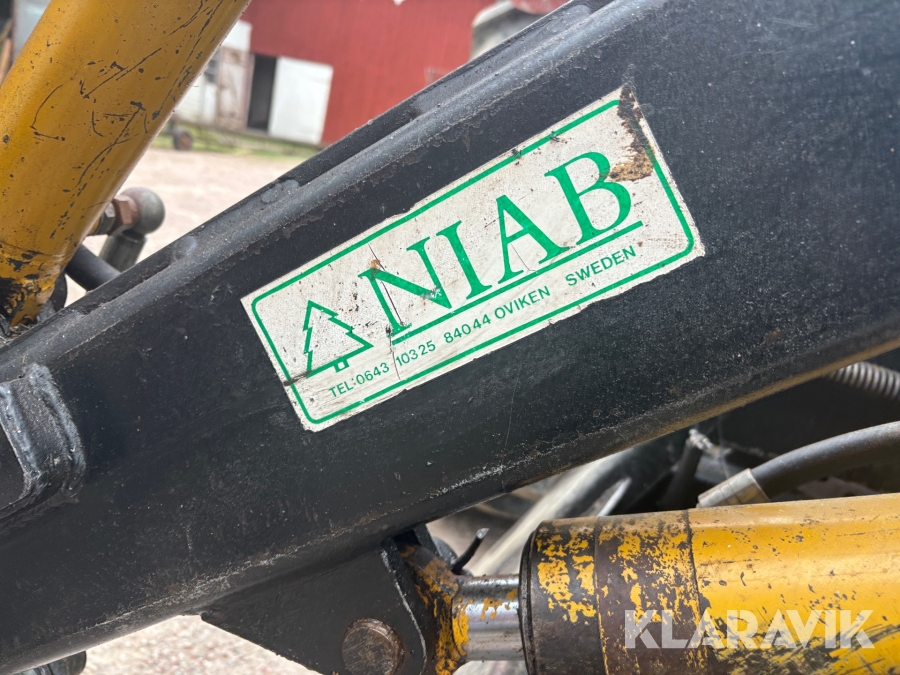 NIAB
TEL:0643 10325 84044 OVIKEN SWEDEN
KLARAVIK